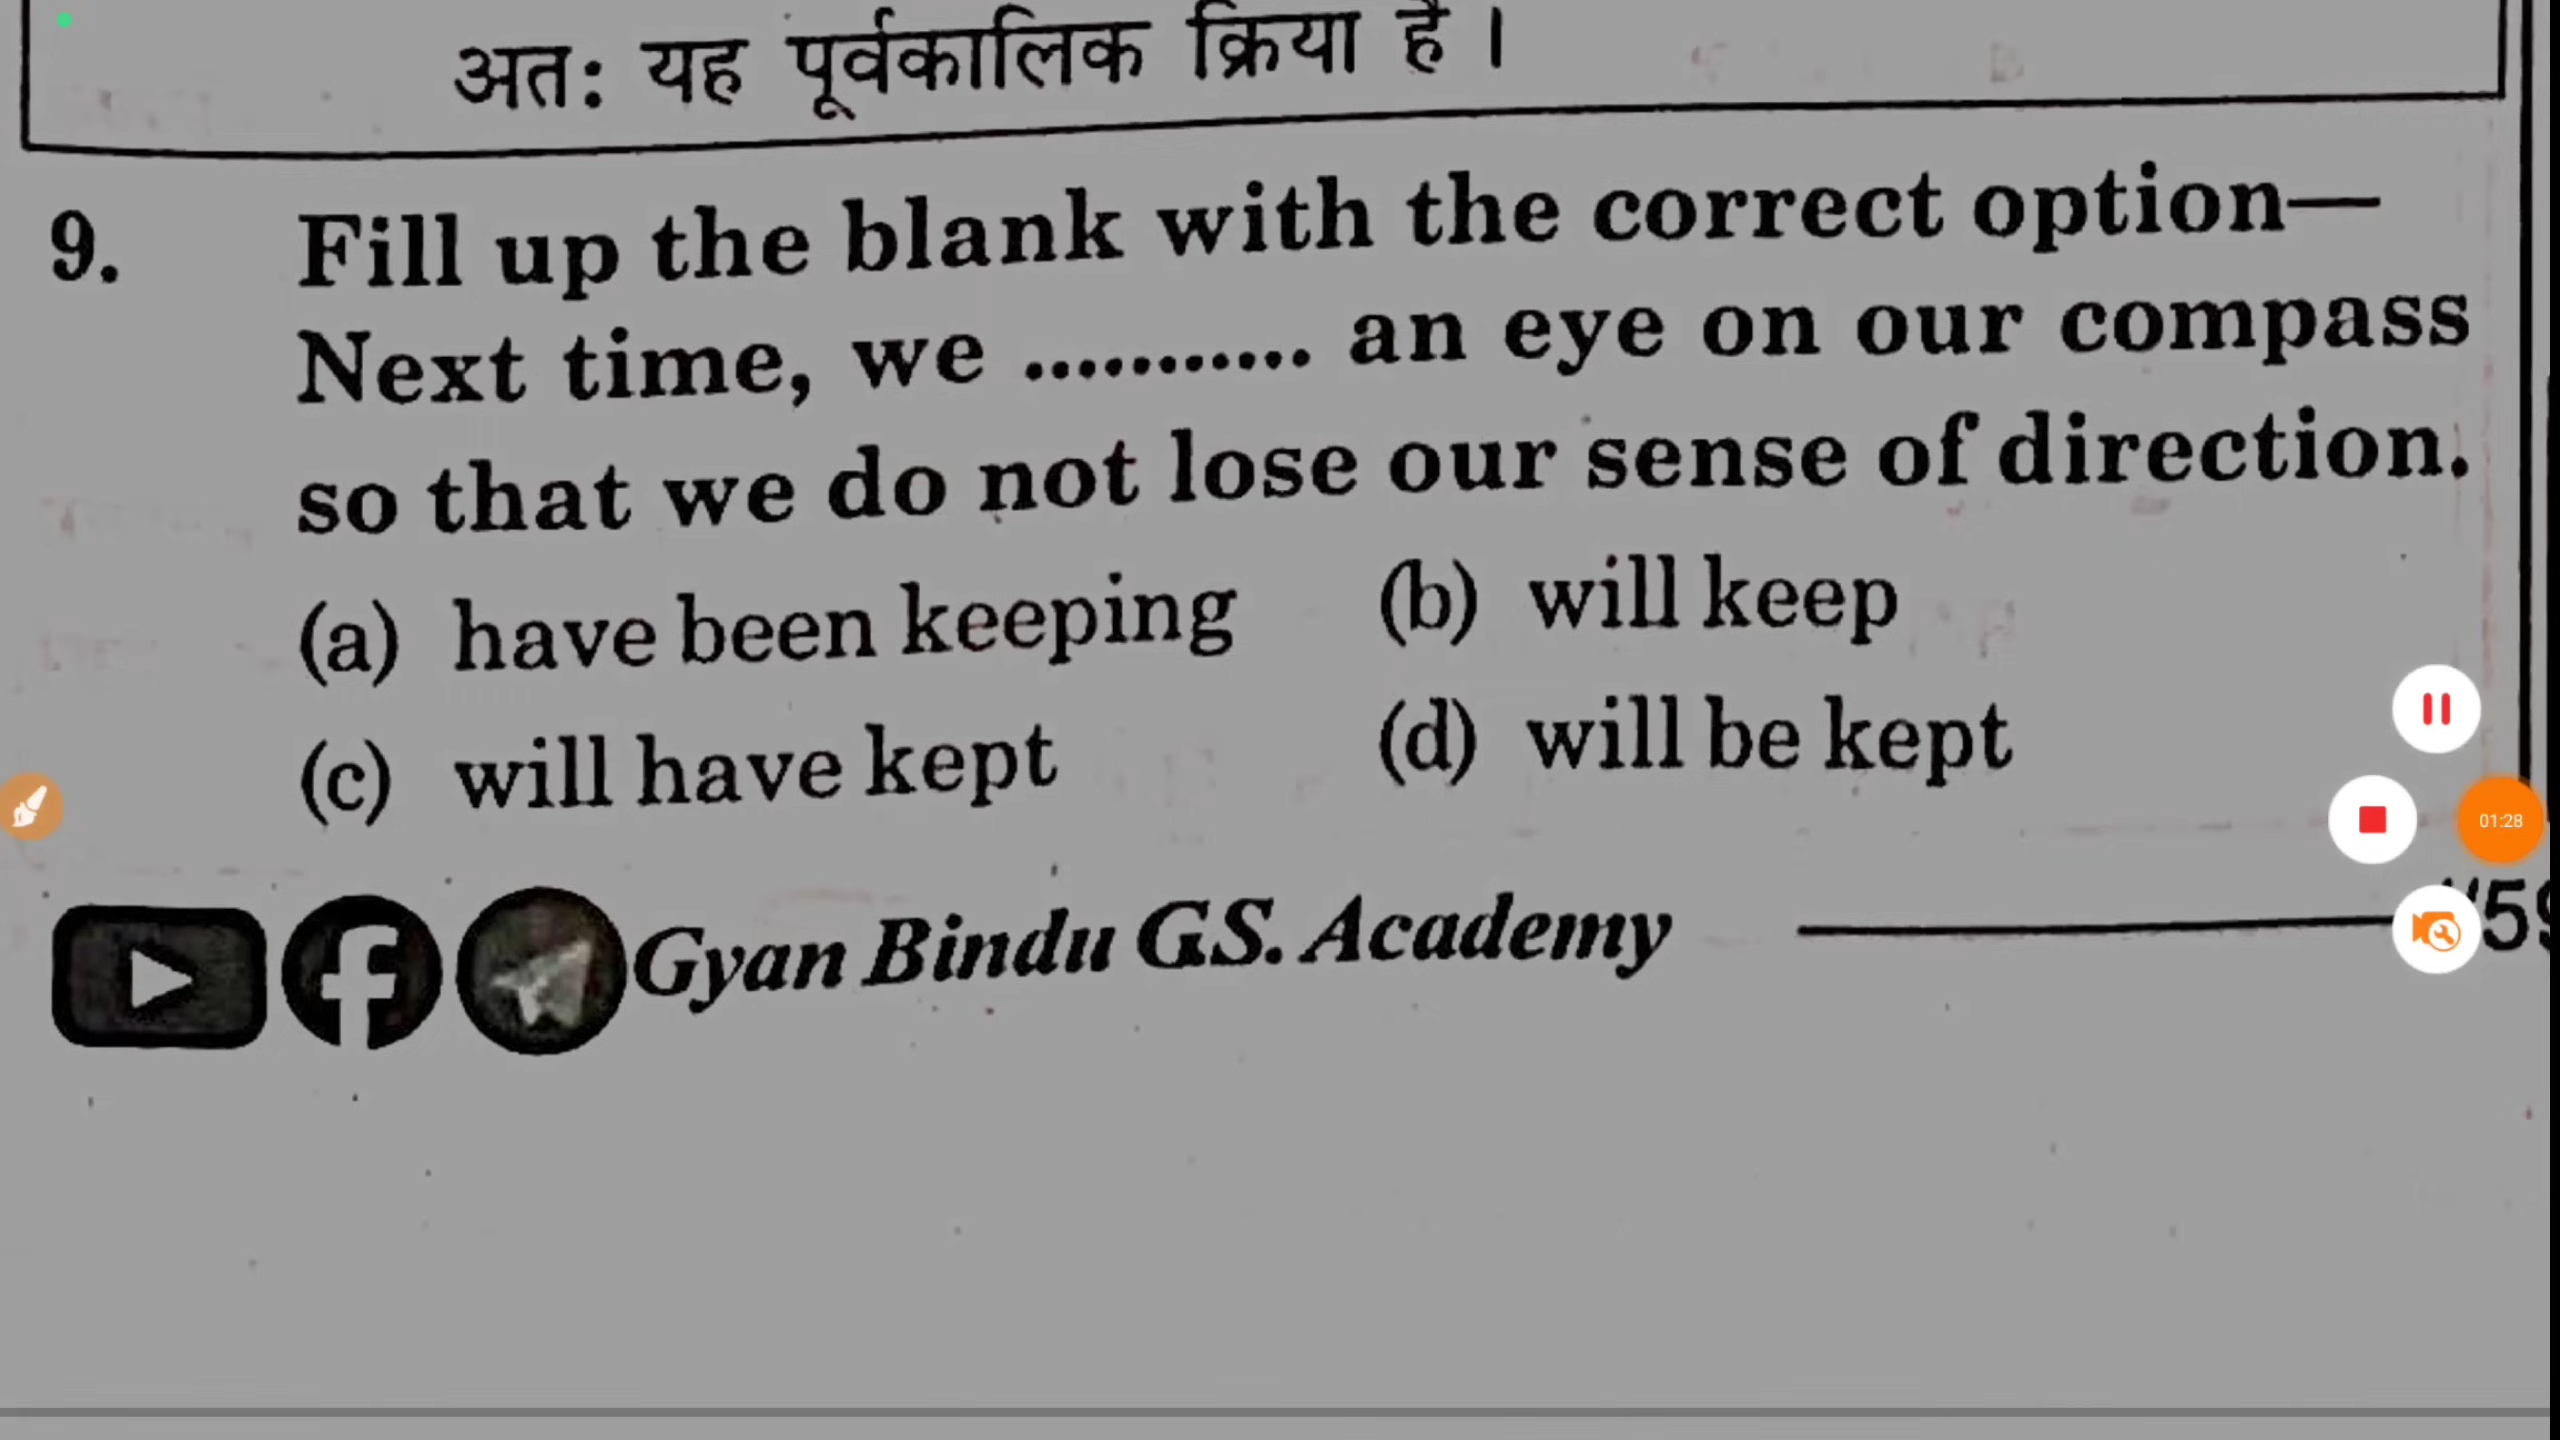 अतः यह पूर्वकालिक क्रिया है ।
9. Fill up the blank with the correct option—
Next time, we ........... an eye on our compass
so that we do not lose our sense of direction.
(a) have been keeping (b) will keep
(c) will have kept (d) will be kept
01:28
Gyan Bindu G.S. Academy